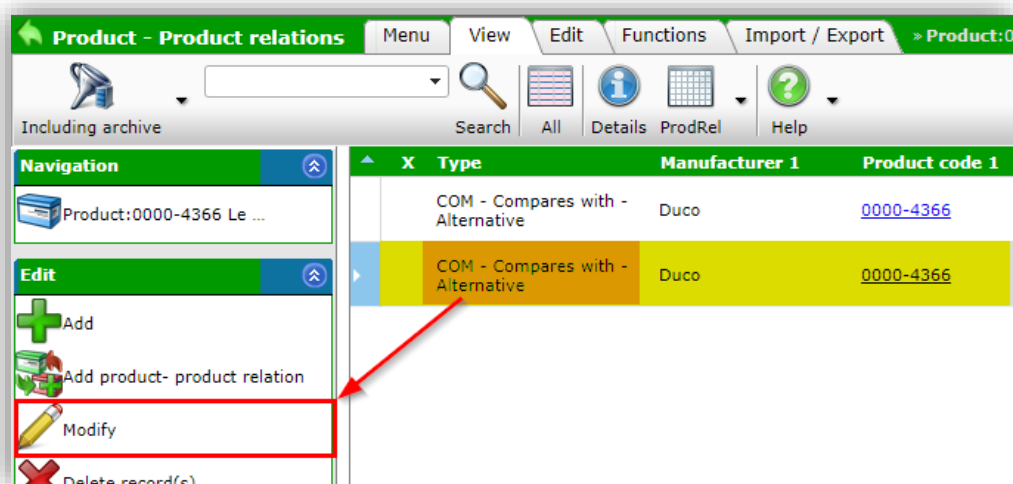 Product - Product relations Menu View Edit Functions Import / Export » Product:0
Including archive Search All Details ProdRel Help
Navigation X Type Manufacturer 1 Product code 1
Product:0000-4366 Le ...
COM - Compares with -
Alternative Duco 0000-4366
Edit
COM - Compares with -
Alternative Duco 0000-4366
Add
Add product- product relation
Modify
Delete record(s)